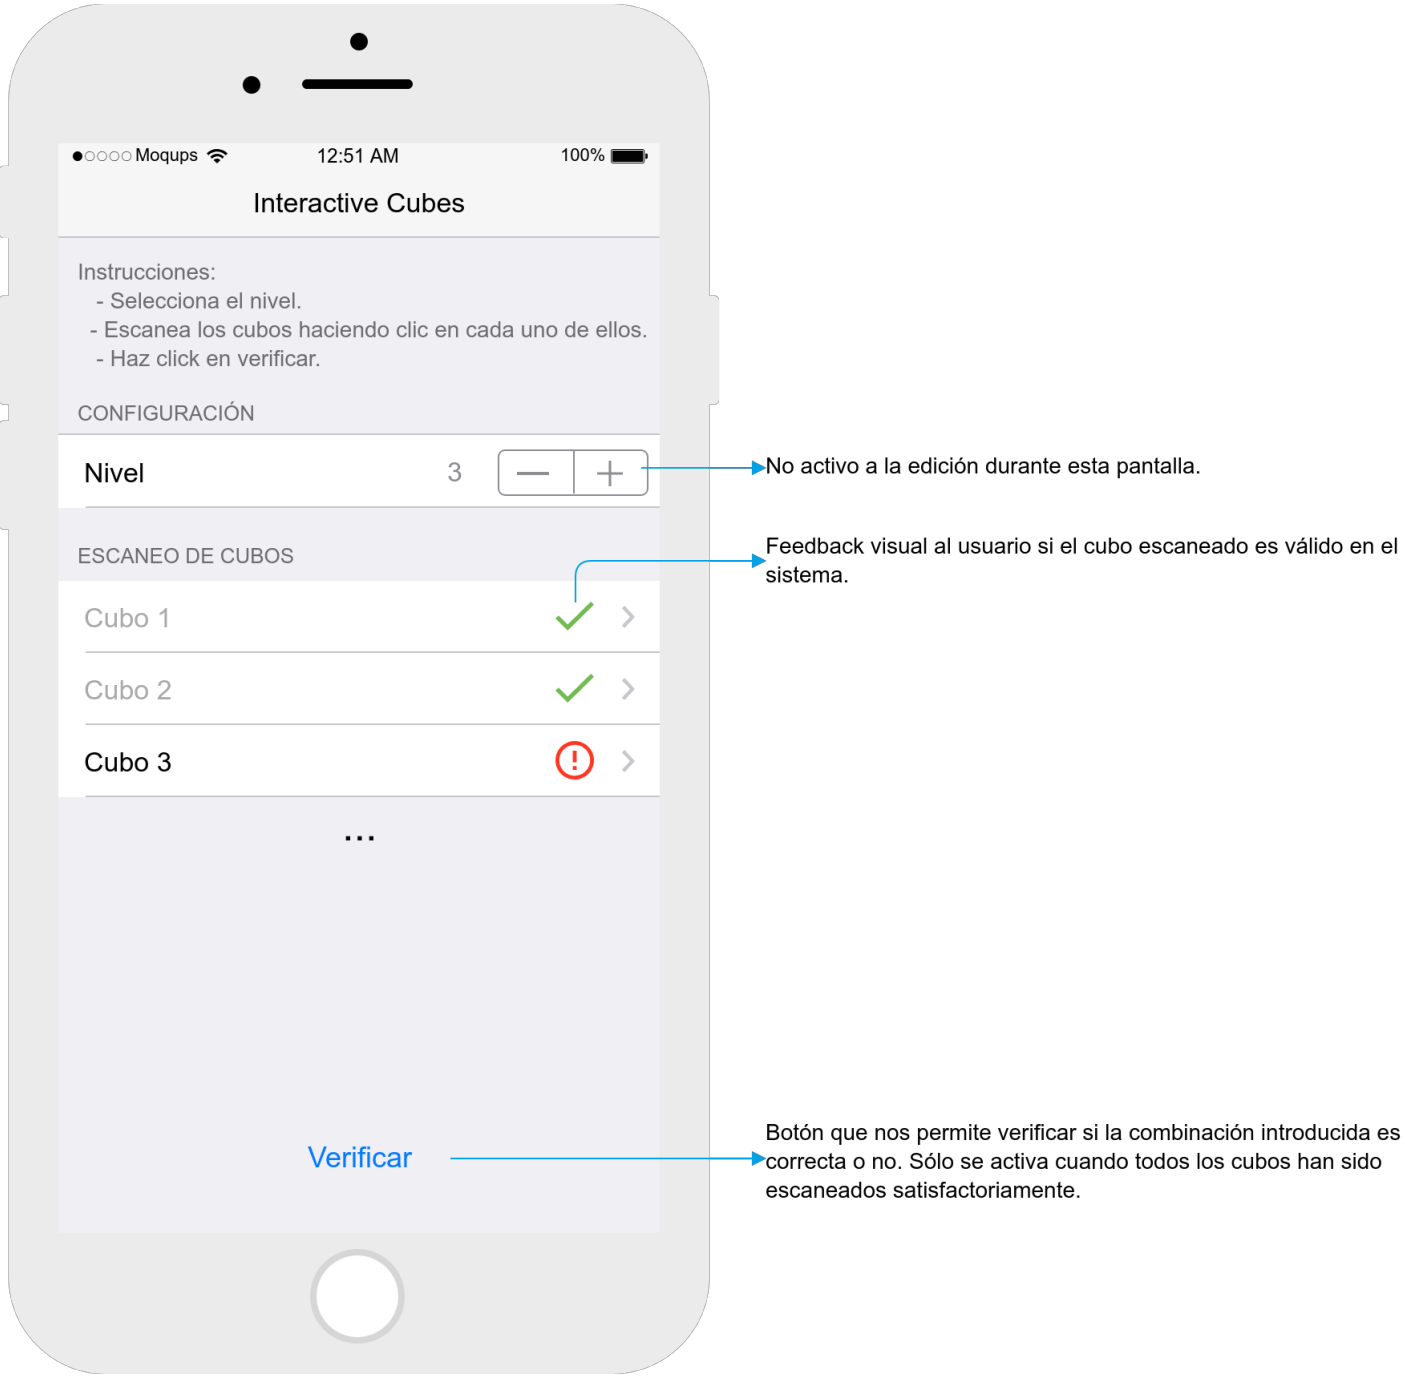 Moqups 12:51 AM 100%
Interactive Cubes
Instrucciones:
- Selecciona el nivel.
- Escanea los cubos haciendo clic en cada uno de ellos.
- Haz click en verificar.
CONFIGURACIÓN
Nivel 3
No activo a la edición durante esta pantalla.
ESCANEO DE CUBOS
Feedback visual al usuario si el cubo escaneado es válido en el
sistema.
Cubo 1
Cubo 2
Cubo 3
...
Verificar
Botón que nos permite verificar si la combinación introducida es
correcta o no. Sólo se activa cuando todos los cubos han sido
escaneados satisfactoriamente.